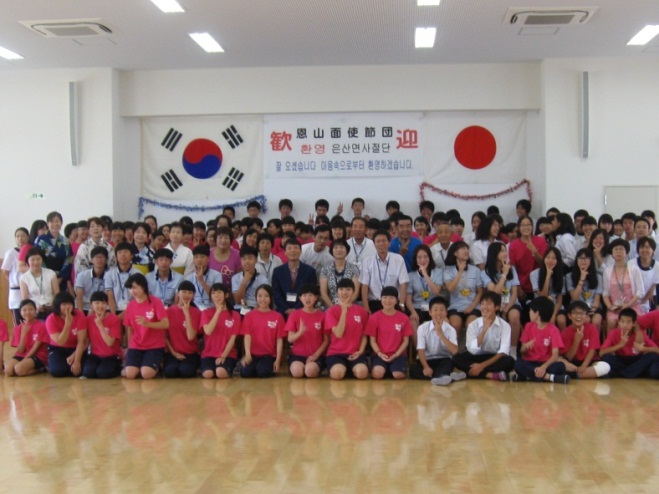 歓 恩山面使節団 迎
환영 은산면사절단
잘 오셨습니다 마음속으로부터 환영하겠습니다.